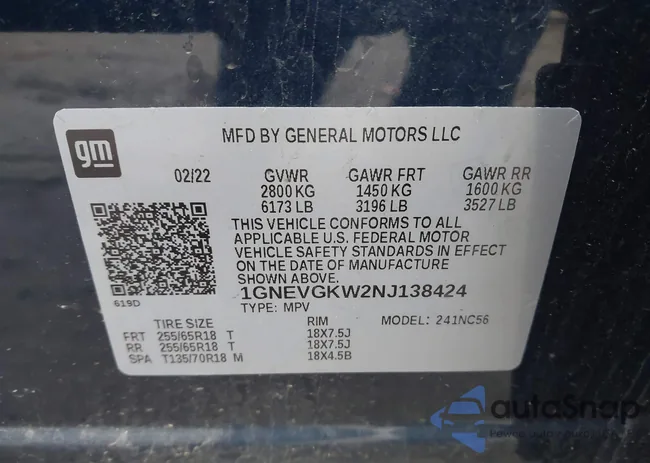 MFD BY GENERAL MOTORS LLC
gm
02/22 GVWR GAWR FRT GAWR RR
2800 KG 1450 KG 1600 KG
6173 LB 3196 LB 3527 LB
THIS VEHICLE CONFORMS TO ALL
APPLICABLE U.S. FEDERAL MOTOR
VEHICLE SAFETY STANDARDS IN EFFECT
ON THE DATE OF MANUFACTURE
SHOWN ABOVE.
619D
1GNEVGKW2NJ138424
TYPE: MPV
TIRE SIZE RIM MODEL: 241NC56
FRT 255/65R18 T 18X7.5J
RR 255/65R18 T 18X7.5J
SPA T135/70R18 M 18X4.5B
autoSnap